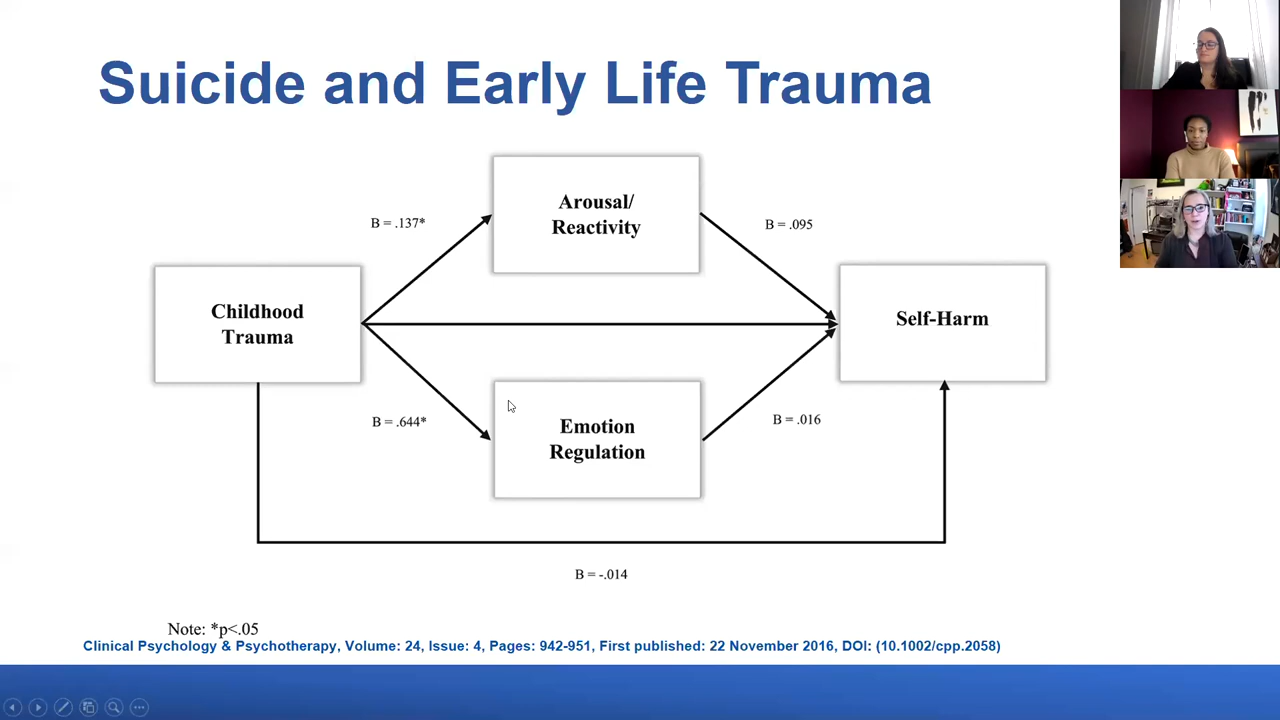 Suicide and Early Life Trauma
Arousal/
Reactivity
B = .137*
B = .095
Childhood
Trauma
Self-Harm
B = .644*
Emotion
Regulation
B = .016
B = -.014
Note: *p<.05
Clinical Psychology & Psychotherapy, Volume: 24, Issue: 4, Pages: 942-951, First published: 22 November 2016, DOI: (10.1002/cpp.2058)